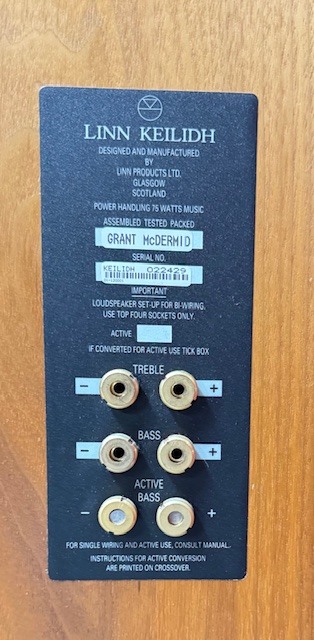 LINN KEILIDH
DESIGNED AND MANUFACTURED
BY
LINN PRODUCTS LTD.
GLASGOW
SCOTLAND
POWER HANDLING 75 WATTS MUSIC
ASSEMBLED TESTED PACKED
GRANT McDERMID
SERIAL NO.
KEILIDH 022429
IMPORTANT
LOUDSPEAKER SET-UP FOR BI-WIRING.
USE TOP FOUR SOCKETS ONLY.
ACTIVE
IF CONVERTED FOR ACTIVE USE TICK BOX
TREBLE
- +
BASS
- +
ACTIVE
BASS
- +
FOR SINGLE WIRING AND ACTIVE USE, CONSULT MANUAL.
INSTRUCTIONS FOR ACTIVE CONVERSION
ARE PRINTED ON CROSSOVER.